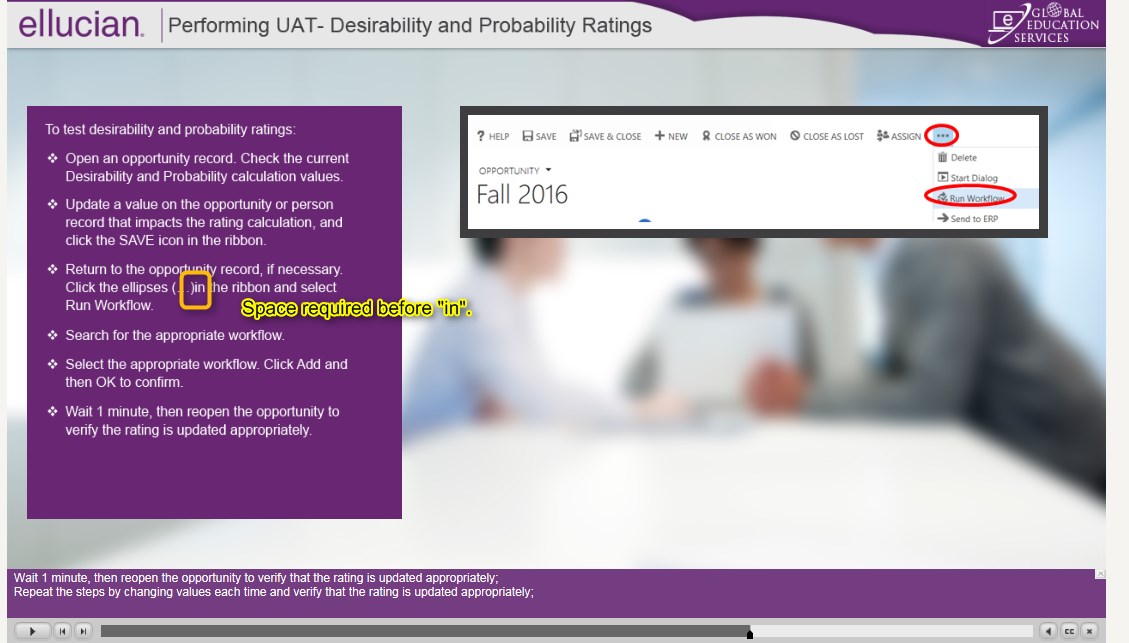 ellucian.
Performing UAT- Desirability and Probability Ratings
GLOBAL
EDUCATION
SERVICES
To test desirability and probability ratings:
❖ Open an opportunity record. Check the current
Desirability and Probability calculation values.
❖ Update a value on the opportunity or person
record that impacts the rating calculation, and
click the SAVE icon in the ribbon.
❖ Return to the opportunity record, if necessary.
Click the ellipses (...)in the ribbon and select
Run Workflow.
❖ Search for the appropriate workflow.
❖ Select the appropriate workflow. Click Add and
then OK to confirm.
❖ Wait 1 minute, then reopen the opportunity to
verify the rating is updated appropriately.
Space required before "in".
? HELP SAVE SAVE & CLOSE + NEW CLOSE AS WON CLOSE AS LOST ASSIGN ...
Delete
Start Dialog
Run Workflow
Send to ERP
OPPORTUNITY
Fall 2016
Wait 1 minute, then reopen the opportunity to verify that the rating is updated appropriately;
Repeat the steps by changing values each time and verify that the rating is updated appropriately;
CC